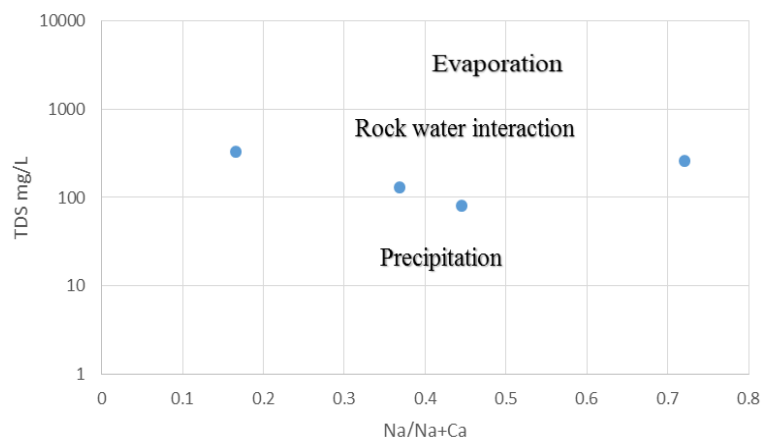 10000
Evaporation
1000
Rock water interaction
TDS mg/L
100
Precipitation
10
1
0 0.1 0.2 0.3 0.4 0.5 0.6 0.7 0.8
Na/Na+Ca